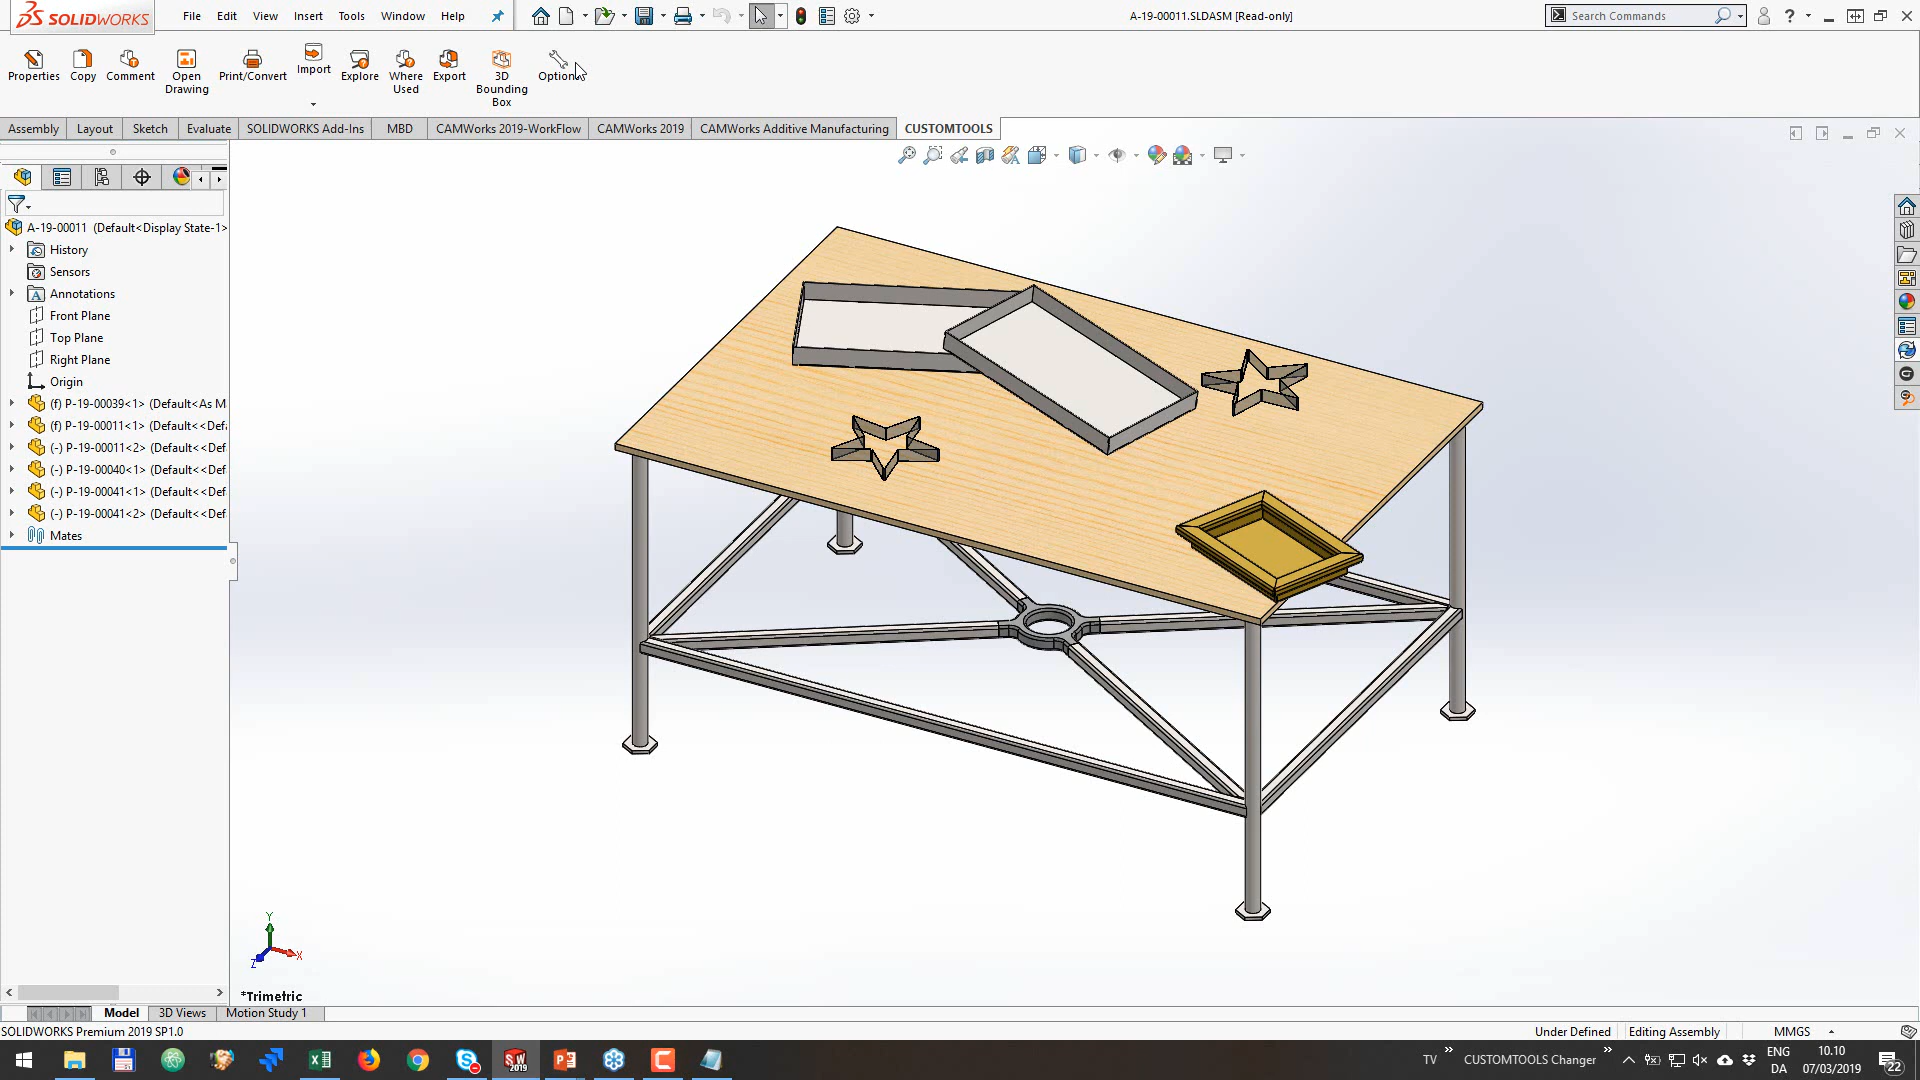 SOLIDWORKS
File Edit View Insert Tools Window Help
A-19-00011.SLDASM [Read-only]
Search Commands
?
Properties
Copy
Comment
Open Drawing
Print/Convert
Import
Explore
Where Used
Export
3D Bounding Box
Option
Assembly Layout Sketch Evaluate SOLIDWORKS Add-Ins MBD CAMWorks 2019-WorkFlow CAMWorks 2019 CAMWorks Additive Manufacturing CUSTOMTOOLS
A-19-00011 (Default<Display State-1>
History
Sensors
Annotations
Front Plane
Top Plane
Right Plane
Origin
(f) P-19-00039<1> (Default<As M
(f) P-19-00011<1> (Default<<Def
(-) P-19-00011<2> (Default<<Def
(-) P-19-00040<1> (Default<<Def
(-) P-19-00041<1> (Default<<Def
(-) P-19-00041<2> (Default<<Def
Mates
Y
X
Z
*Trimetric
Model 3D Views Motion Study 1
SOLIDWORKS Premium 2019 SP1.0
Under Defined Editing Assembly MMGS
TV » CUSTOMTOOLS Changer »
ENG
DA
10.10
07/03/2019
22